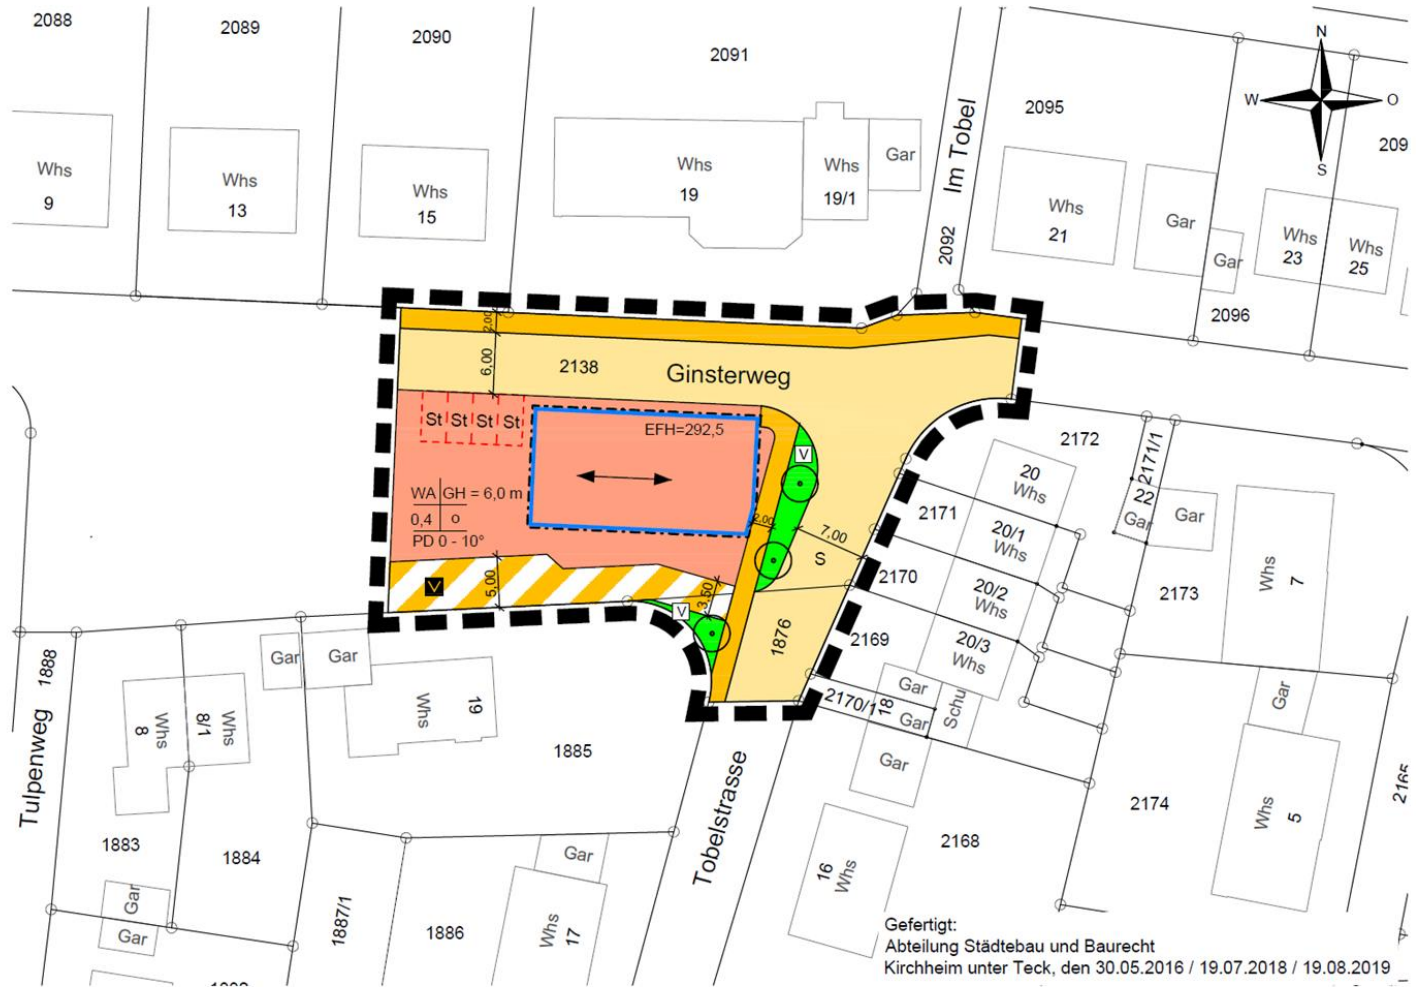 2088
2089
2090
2091
N
W
O
S
2095
209
Im Tobel
2092
Whs
9
Whs
13
Whs
15
Whs
19
Whs
19/1
Gar
Whs
21
Gar
Gar
Whs
23
Whs
25
2096
2,00
6,00
2138
Ginsterweg
St St St St
EFH=292,5
V
WA GH = 6,0 m
0,4 o
PD 0 - 10°
2,00
7,00
S
V
5,00
3,50
V
1876
2172
2171/1
20
Whs
22
Gar
Gar
2171
20/1
Whs
2170
20/2
Whs
2173
Whs
7
2169
20/3
Whs
2170/1
18
Gar
Gar
Schu
Gar
Gar
1888
Tulpenweg
Gar
Gar
8
Whs
8/1
Whs
Whs
19
1885
Tobelstrasse
2174
Whs
5
2165
1883
1884
Gar
Gar
1887/1
1886
Gar
Whs
17
16
Whs
2168
Gefertigt:
Abteilung Städtebau und Baurecht
Kirchheim unter Teck, den 30.05.2016 / 19.07.2018 / 19.08.2019